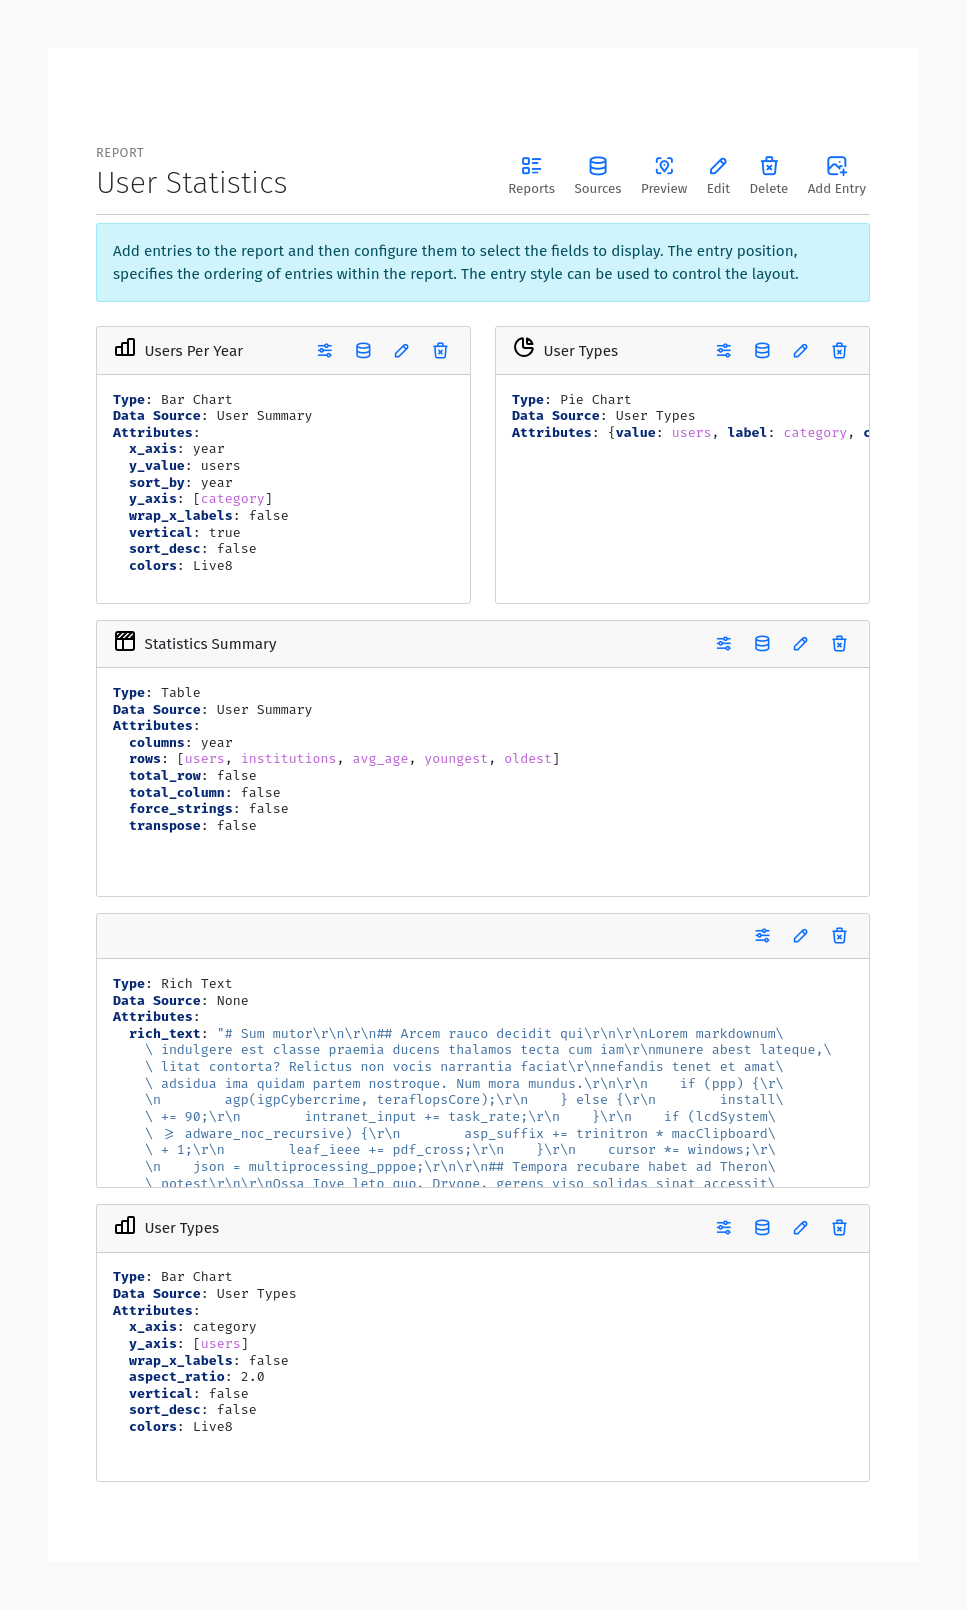 REPORT
User Statistics
Reports Sources Preview Edit Delete Add Entry
Add entries to the report and then configure them to select the fields to display. The entry position,
specifies the ordering of entries within the report. The entry style can be used to control the layout.
Users Per Year
Type: Bar Chart
Data Source: User Summary
Attributes:
  x_axis: year
  y_value: users
  sort_by: year
  y_axis: [category]
  wrap_x_labels: false
  vertical: true
  sort_desc: false
  colors: Live8
User Types
Type: Pie Chart
Data Source: User Types
Attributes: {value: users, label: category, c
Statistics Summary
Type: Table
Data Source: User Summary
Attributes:
  columns: year
  rows: [users, institutions, avg_age, youngest, oldest]
  total_row: false
  total_column: false
  force_strings: false
  transpose: false
Type: Rich Text
Data Source: None
Attributes:
  rich_text: "# Sum mutor\r\n\r\n## Arcem rauco decidit qui\r\n\r\nLorem markdownum\
    \ indulgere est classe praemia ducens thalamos tecta cum iam\r\nmunere abest lateque,\
    \ litat contorta? Relictus non vocis narrantia faciat\r\nnefandis tenet et amat\
    \ adsidua ima quidam partem nostroque. Num mora mundus.\r\n\r\n    if (ppp) {\r\
    \n        agp(igpCybercrime, teraflopsCore);\r\n    } else {\r\n        install\
    \ += 90;\r\n        intranet_input += task_rate;\r\n    }\r\n    if (lcdSystem\
    \ >= adware_noc_recursive) {\r\n        asp_suffix += trinitron * macClipboard\
    \ + 1;\r\n        leaf_ieee += pdf_cross;\r\n    }\r\n    cursor *= windows;\r\
    \n    json = multiprocessing_pppoe;\r\n\r\n## Tempora recubare habet ad Theron\
    \ potest\r\n\r\nOssa Iove leto quo. Dryope, gerens viso solidas sinat accessit\
User Types
Type: Bar Chart
Data Source: User Types
Attributes:
  x_axis: category
  y_axis: [users]
  wrap_x_labels: false
  aspect_ratio: 2.0
  vertical: false
  sort_desc: false
  colors: Live8